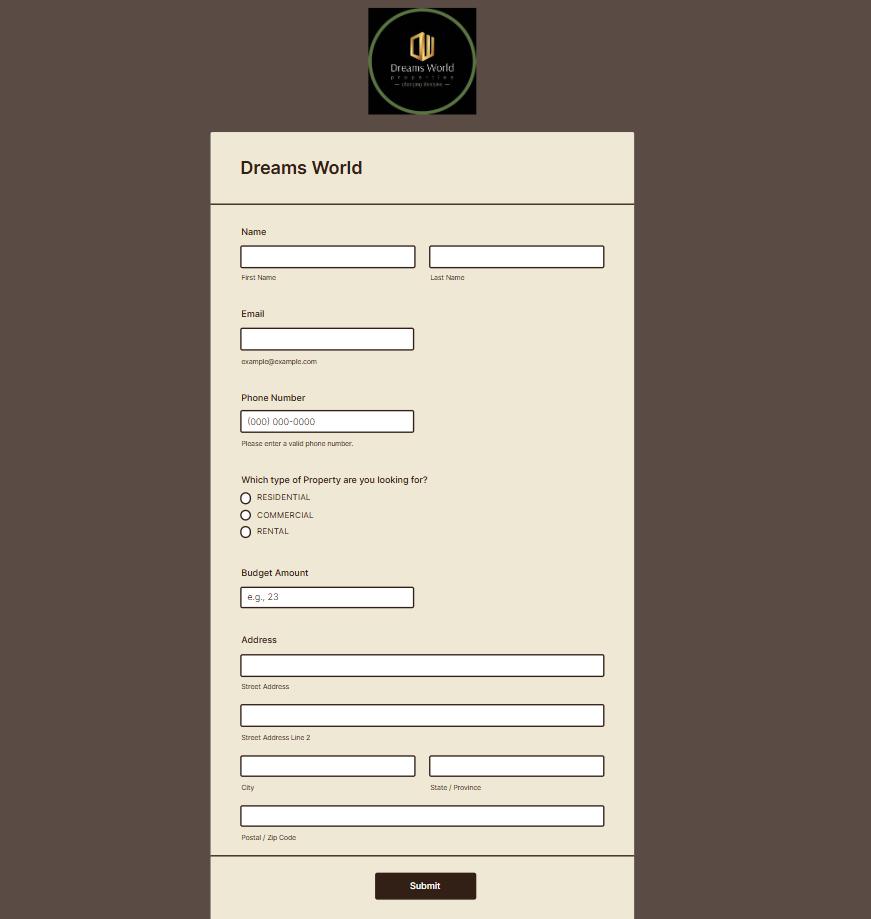 Dreams World
properties
— changing lifestyles —
Dreams World
Name
First Name Last Name
Email
example@example.com
Phone Number
(000) 000-0000
Please enter a valid phone number.
Which type of Property are you looking for?
RESIDENTIAL
COMMERCIAL
RENTAL
Budget Amount
e.g., 23
Address
Street Address
Street Address Line 2
City State / Province
Postal / Zip Code
Submit